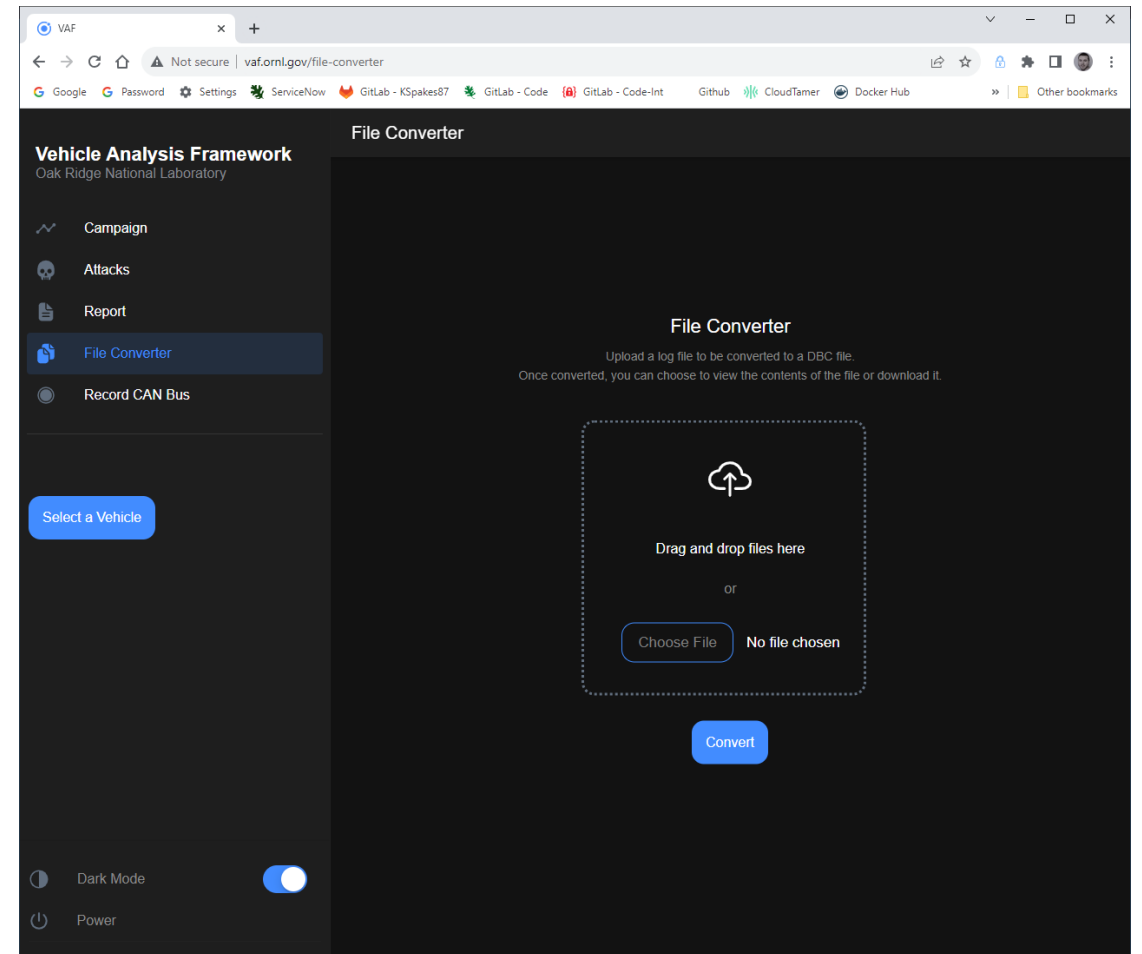 VAF
Not secure | vaf.ornl.gov/file-converter
Google Password Settings ServiceNow GitLab - KSpakes87 GitLab - Code GitLab - Code-Int Github CloudTamer Docker Hub » Other bookmarks
Vehicle Analysis Framework
Oak Ridge National Laboratory
Campaign
Attacks
Report
File Converter
Record CAN Bus
Select a Vehicle
Dark Mode
Power
File Converter
File Converter
Upload a log file to be converted to a DBC file.
Once converted, you can choose to view the contents of the file or download it.
Drag and drop files here
or
Choose File No file chosen
Convert